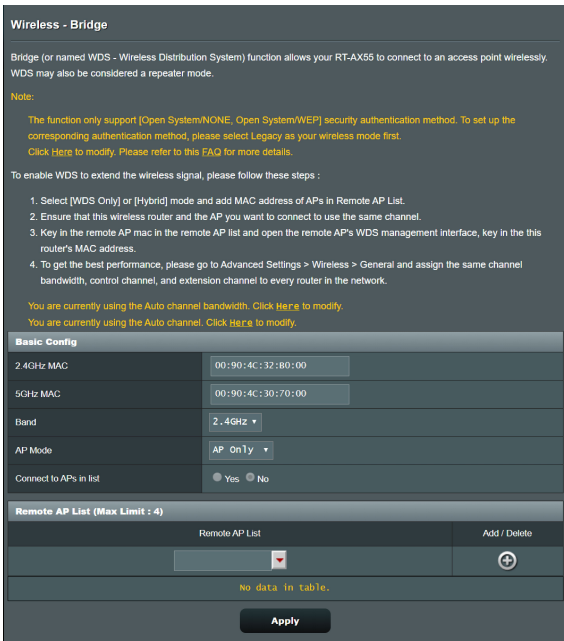 Wireless - Bridge
Bridge (or named WDS - Wireless Distribution System) function allows your RT-AX55 to connect to an access point wirelessly.
WDS may also be considered a repeater mode.
Note:
The function only support [Open System/NONE, Open System/WEP] security authentication method. To set up the
corresponding authentication method, please select Legacy as your wireless mode first.
Click Here to modify. Please refer to this FAQ for more details.
To enable WDS to extend the wireless signal, please follow these steps :
1. Select [WDS Only] or [Hybrid] mode and add MAC address of APs in Remote AP List.
2. Ensure that this wireless router and the AP you want to connect to use the same channel.
3. Key in the remote AP mac in the remote AP list and open the remote AP's WDS management interface, key in the this
router's MAC address.
4. To get the best performance, please go to Advanced Settings > Wireless > General and assign the same channel
bandwidth, control channel, and extension channel to every router in the network.
You are currently using the Auto channel bandwidth. Click Here to modify.
You are currently using the Auto channel. Click Here to modify.
Basic Config
2.4GHz MAC 00:90:4C:32:80:00
5GHz MAC 00:90:4C:30:70:00
Band 2.4GHz
AP Mode AP Only
Connect to APs in list Yes No
Remote AP List (Max Limit : 4)
Remote AP List Add / Delete
No data in table.
Apply